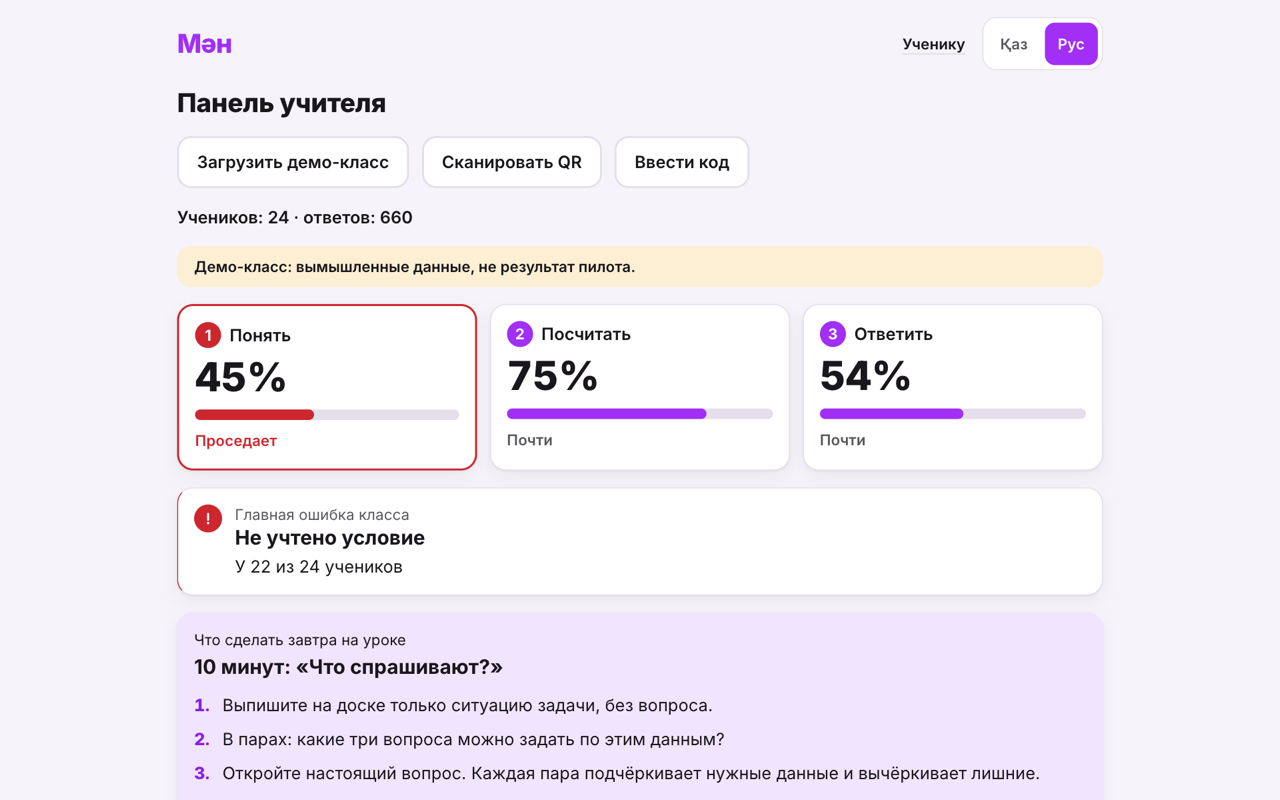 Мән
Ученику
Қаз
Рус
Панель учителя
Загрузить демо-класс
Сканировать QR
Ввести код
Учеников: 24 · ответов: 660
Демо-класс: вымышленные данные, не результат пилота.
1 Понять
45%
Проседает
2 Посчитать
75%
Почти
3 Ответить
54%
Почти
!
Главная ошибка класса
Не учтено условие
У 22 из 24 учеников
Что сделать завтра на уроке
10 минут: «Что спрашивают?»
1. Выпишите на доске только ситуацию задачи, без вопроса.
2. В парах: какие три вопроса можно задать по этим данным?
3. Откройте настоящий вопрос. Каждая пара подчёркивает нужные данные и вычёркивает лишние.